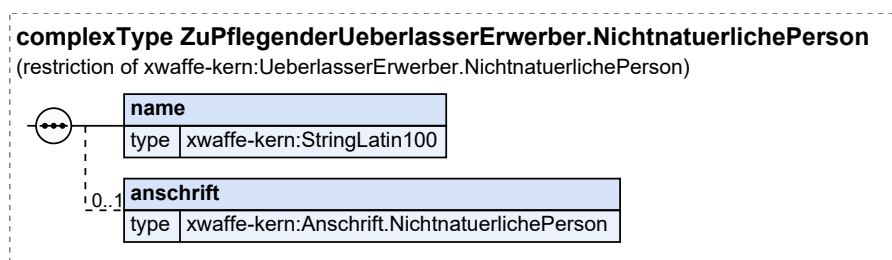 complexType ZuPflegenderUeberlasserErwerber.NichtnatuerlichePerson
(restriction of xwaffe-kern:UeberlasserErwerber.NichtnatuerlichePerson)
name
type xwaffe-kern:StringLatin100
0..1 anschrift
type xwaffe-kern:Anschrift.NichtnatuerlichePerson